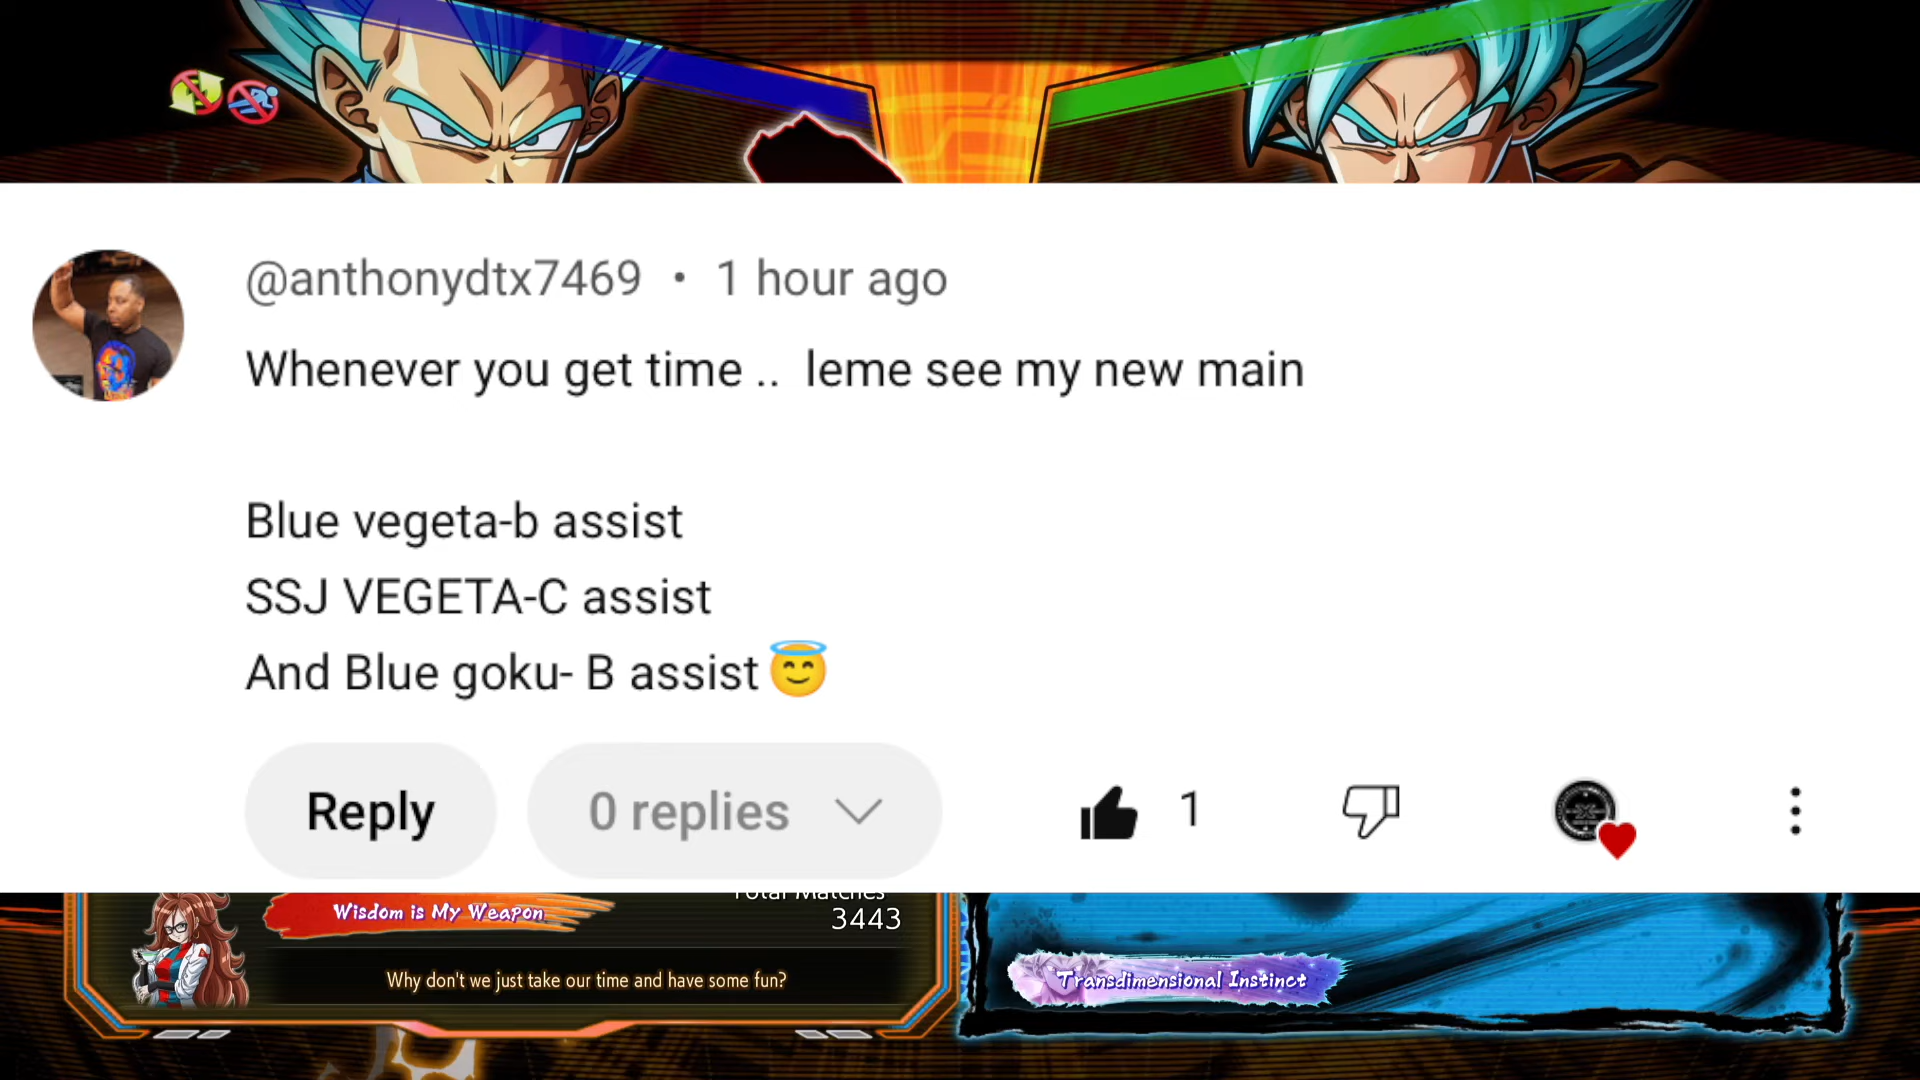 @anthonydtx7469 • 1 hour ago
Whenever you get time .. leme see my new main
Blue vegeta-b assist
SSJ VEGETA-C assist
And Blue goku- B assist😇
Reply
0 replies
1
Total Matches
Wisdom is My Weapon
3443
Why don't we just take our time and have some fun?
Transdimensional Instinct